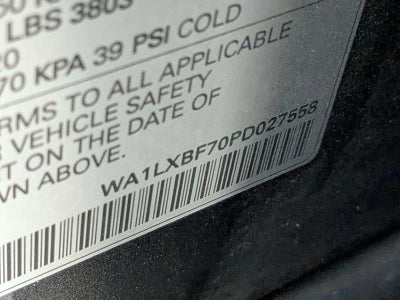 LBS 3803
70 KPA 39 PSI COLD
RMS TO ALL APPLICABLE
VEHICLE SAFETY
T ON THE DATE OF
WN ABOVE.
WA1LXBF70PD027558